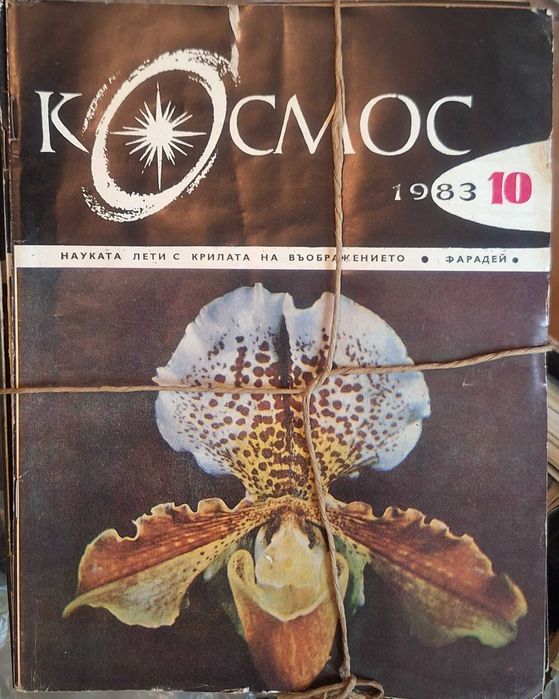 КОСМОС
1983 10
НАУКАТА ЛЕТИ С КРИЛАТА НА ВЪОБРАЖЕНИЕТО • ФАРАДЕЙ •